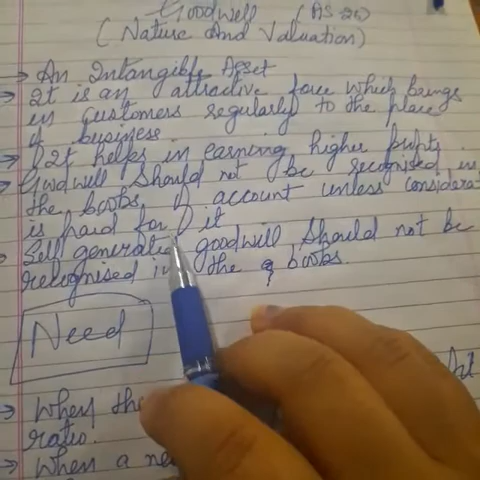 Goodwell (AS 26)
(Nature And Valuation)
→ An Intangible Asset
→ It is an attractive force which beings
in customers regularly to the place
of business
→ It helps in earning higher profits
→ Goodwill should not be recognised in
the books of account unless considera
is paid for it
Self generated goodwill should not be
recognised in the books.
Need
→ When the
ratio.
→ When a ne